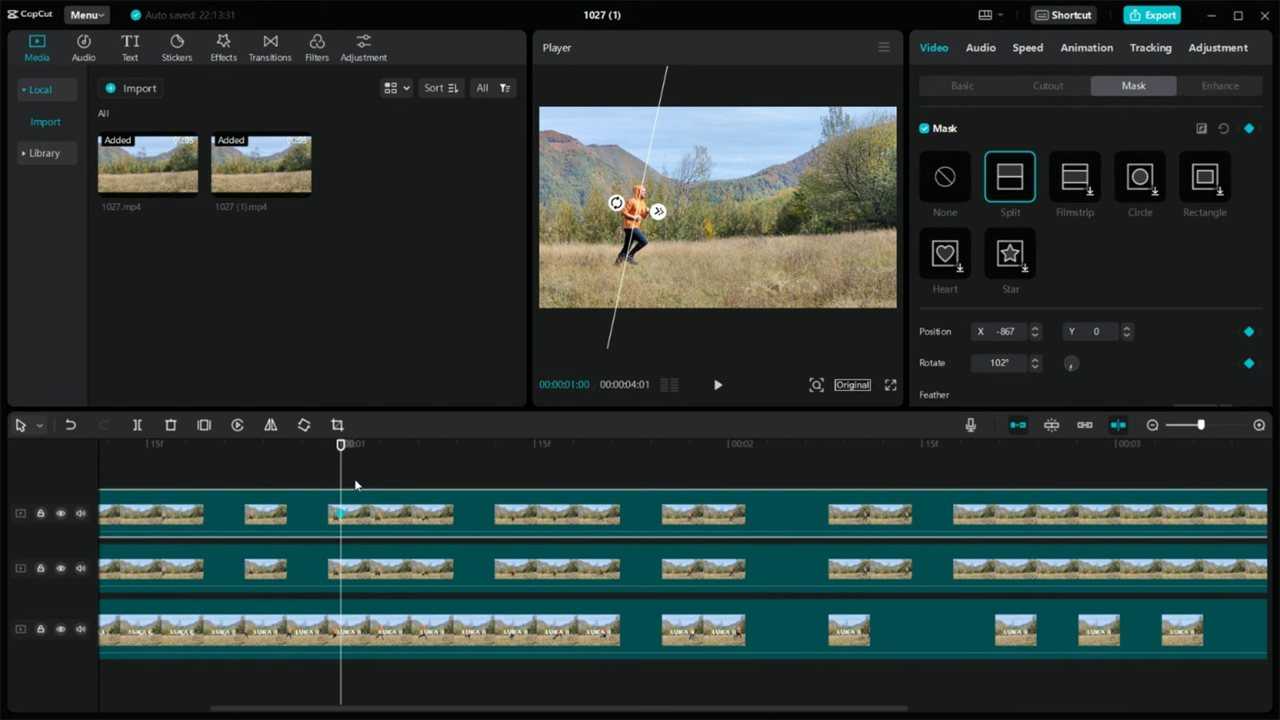 CapCut
Menu
Auto saved: 22:13:31
1027 (1)
Shortcut
Export
Media
Audio
Text
Stickers
Effects
Transitions
Filters
Adjustment
Local
Import
Library
Import
Sort
All
All
Added
00:05
Added
00:05
1027.mp4
1027 (1).mp4
Player
00:00:01:00
00:00:04:01
Original
Video
Audio
Speed
Animation
Tracking
Adjustment
Basic
Cutout
Mask
Enhance
Mask
None
Split
Filmstrip
Circle
Rectangle
Heart
Star
Position X -867 Y 0
Rotate 102°
Feather
15f
00:01
15f
00:02
15f
00:03